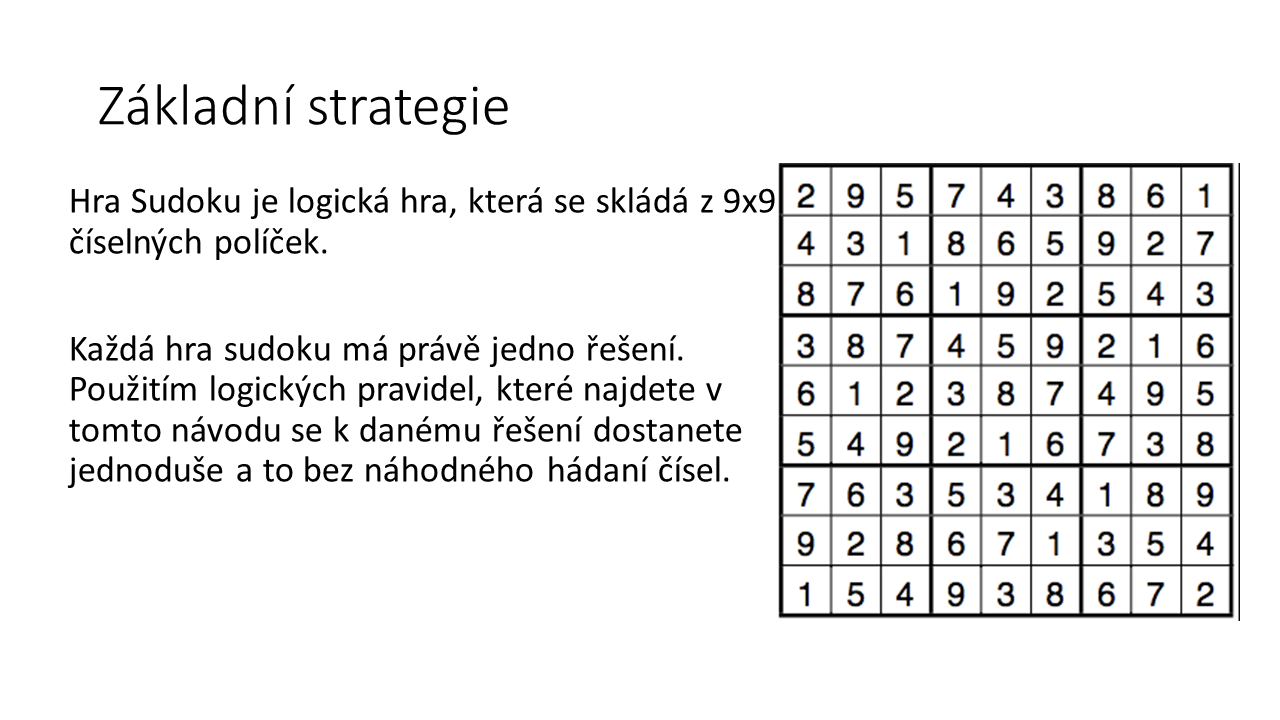 Základní strategie
Hra Sudoku je logická hra, která se skládá z 9x9
číselných políček.
Každá hra sudoku má právě jedno řešení.
Použitím logických pravidel, které najdete v
tomto návodu se k danému řešení dostanete
jednoduše a to bez náhodného hádaní čísel.
2 9 5 7 4 3 8 6 1
4 3 1 8 6 5 9 2 7
8 7 6 1 9 2 5 4 3
3 8 7 4 5 9 2 1 6
6 1 2 3 8 7 4 9 5
5 4 9 2 1 6 7 3 8
7 6 3 5 3 4 1 8 9
9 2 8 6 7 1 3 5 4
1 5 4 9 3 8 6 7 2